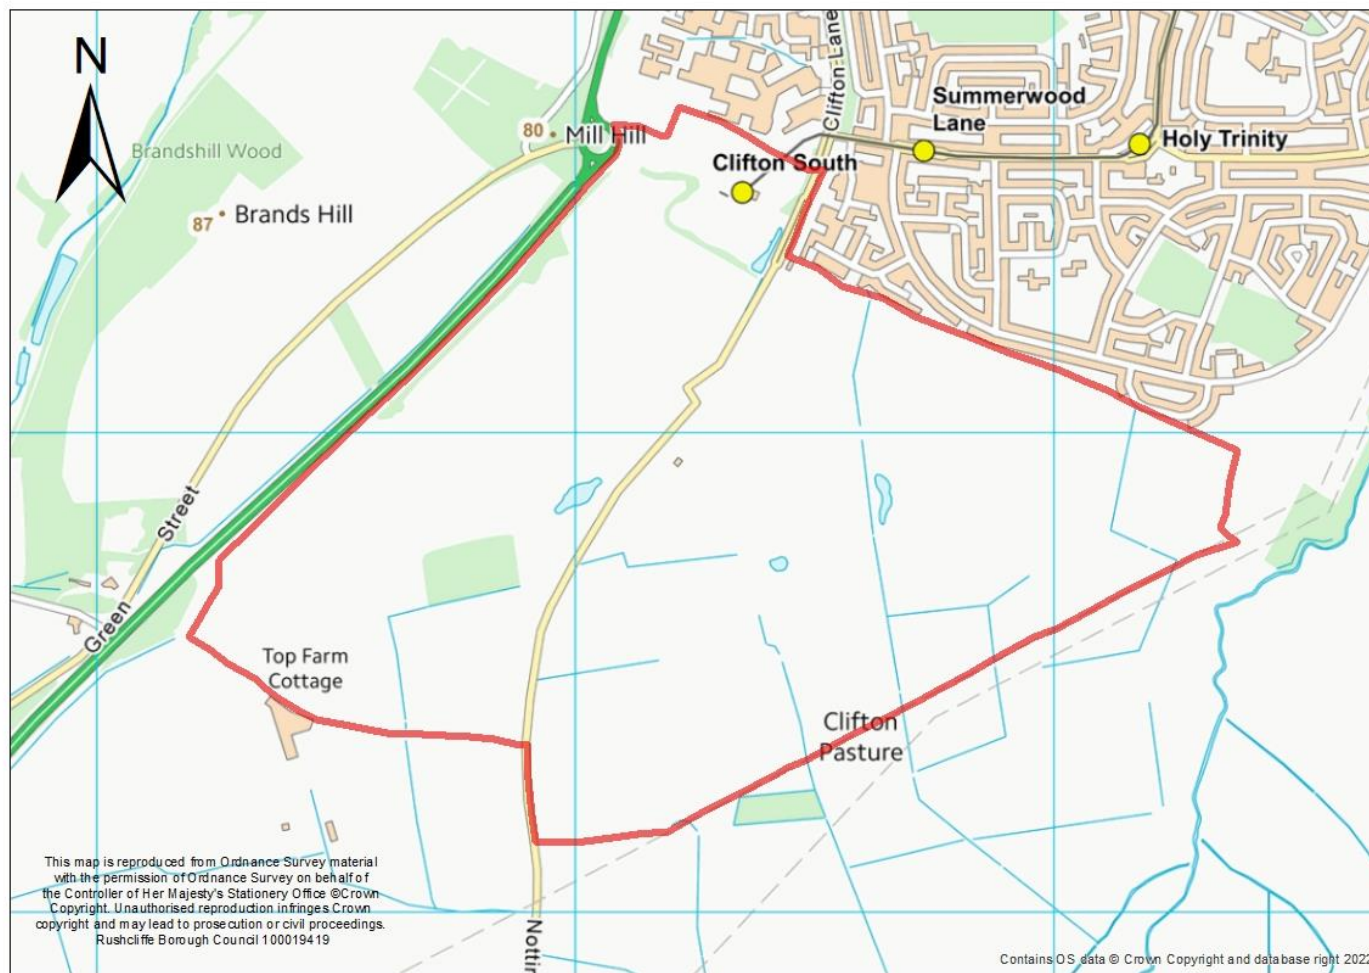 N
Clifton Lane
Summerwood
Lane
80
Mill Hill
Holy Trinity
Brandshill Wood
Clifton South
87
Brands Hill
Green
Street
Top Farm
Cottage
Clifton
Pasture
This map is reproduced from Ordnance Survey material
with the permission of Ordnance Survey on behalf of
the Controller of Her Majesty's Stationery Office ©Crown
Copyright. Unauthorised reproduction infringes Crown
copyright and may lead to prosecution or civil proceedings.
Rushcliffe Borough Council 100019419
Contains OS data © Crown Copyright and database right